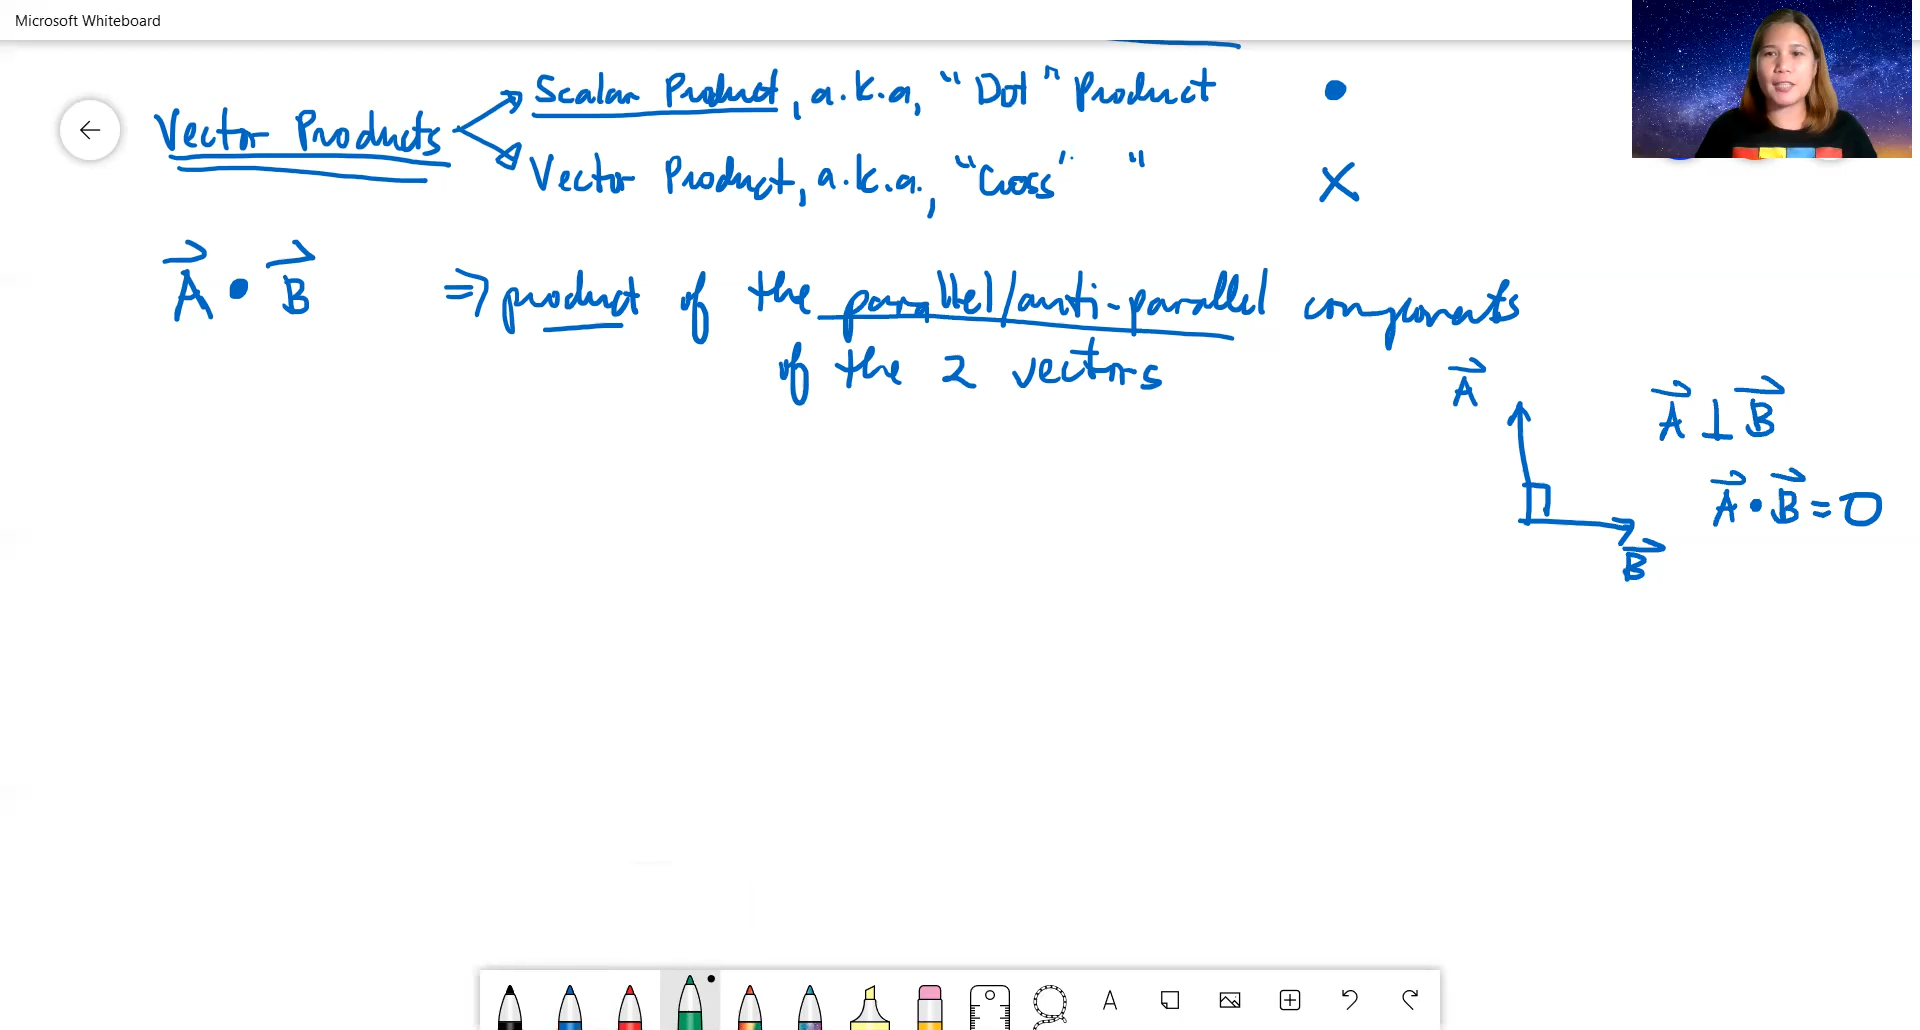 Microsoft Whiteboard
Vector Products
Scalar Product, a.k.a, "Dot" Product •
Vector Product, a.k.a., "Cross" " ×
A⃗ • B⃗ ⇒ product of the parallel/anti-parallel components
of the 2 vectors
A⃗
A⃗ ⊥ B⃗
A⃗ • B⃗ = 0
B⃗
A